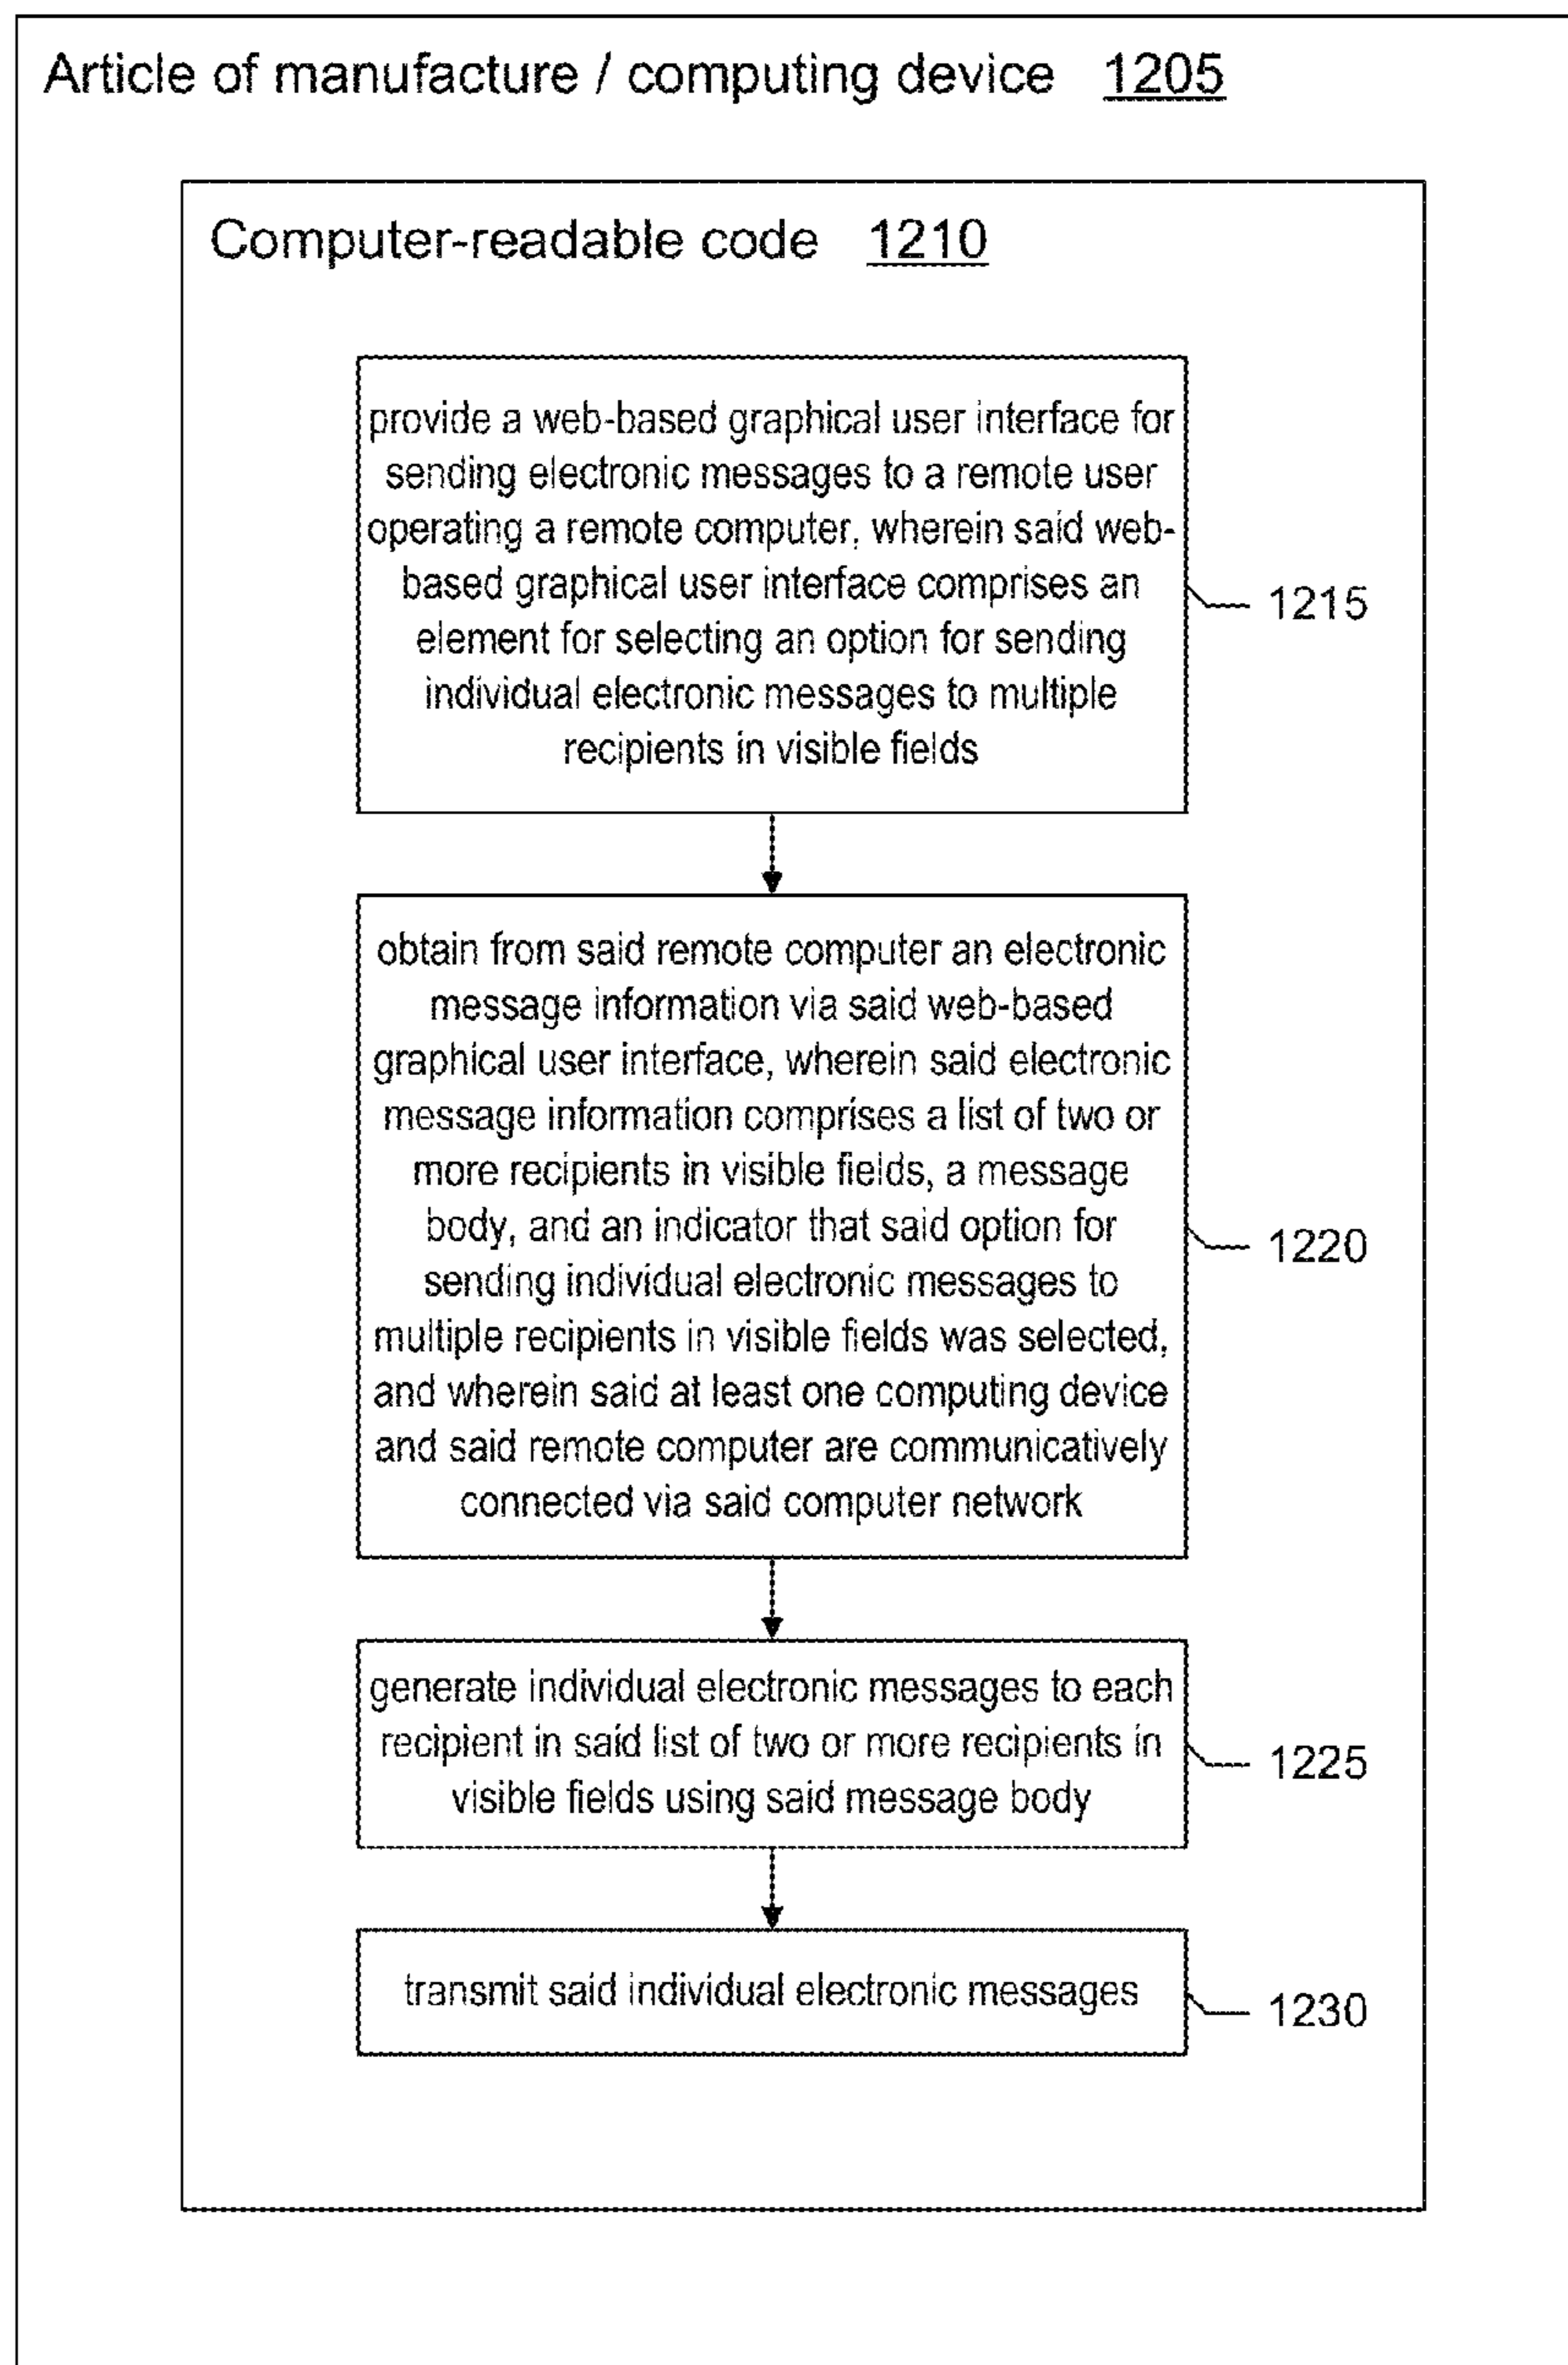 Article of manufacture / computing device 1205
Computer-readable code 1210
provide a web-based graphical user interface for
sending electronic messages to a remote user
operating a remote computer, wherein said web-
based graphical user interface comprises an
element for selecting an option for sending
individual electronic messages to multiple
recipients in visible fields
1215
obtain from said remote computer an electronic
message information via said web-based
graphical user interface, wherein said electronic
message information comprises a list of two or
more recipients in visible fields, a message
body, and an indicator that said option for
sending individual electronic messages to
multiple recipients in visible fields was selected,
and wherein said at least one computing device
and said remote computer are communicatively
connected via said computer network
1220
generate individual electronic messages to each
recipient in said list of two or more recipients in
visible fields using said message body
1225
transmit said individual electronic messages
1230